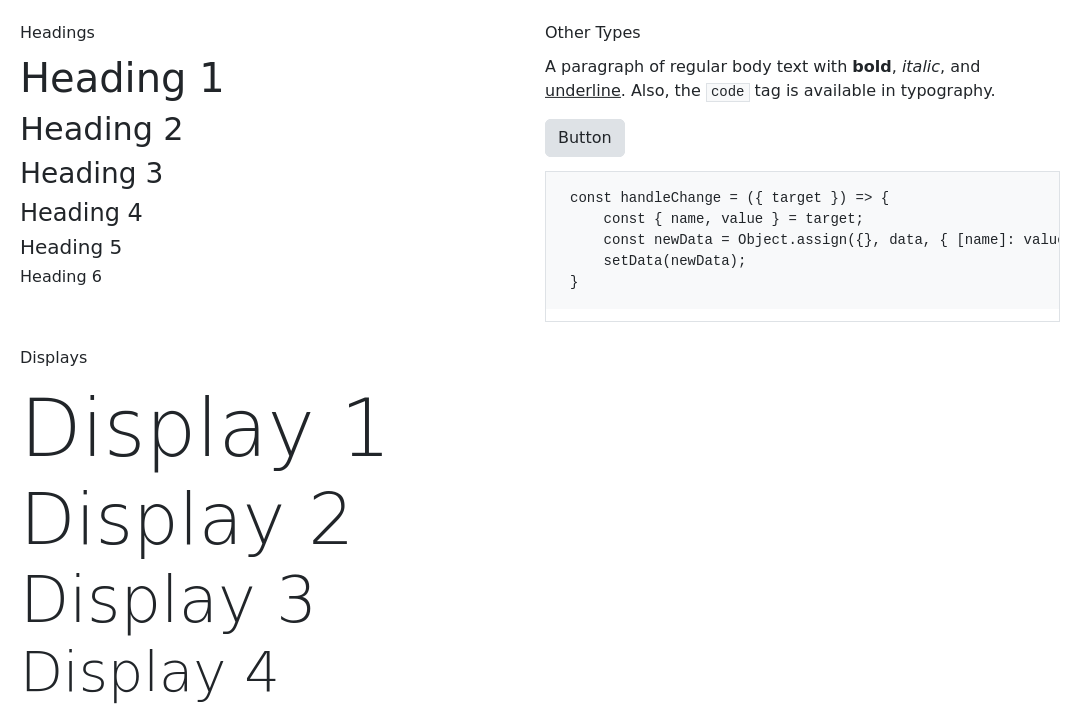 Headings
Heading 1
Heading 2
Heading 3
Heading 4
Heading 5
Heading 6
Other Types
A paragraph of regular body text with bold, italic, and
underline. Also, the code tag is available in typography.
Button
const handleChange = ({ target }) => {
    const { name, value } = target;
    const newData = Object.assign({}, data, { [name]: value
    setData(newData);
}
Displays
Display 1
Display 2
Display 3
Display 4